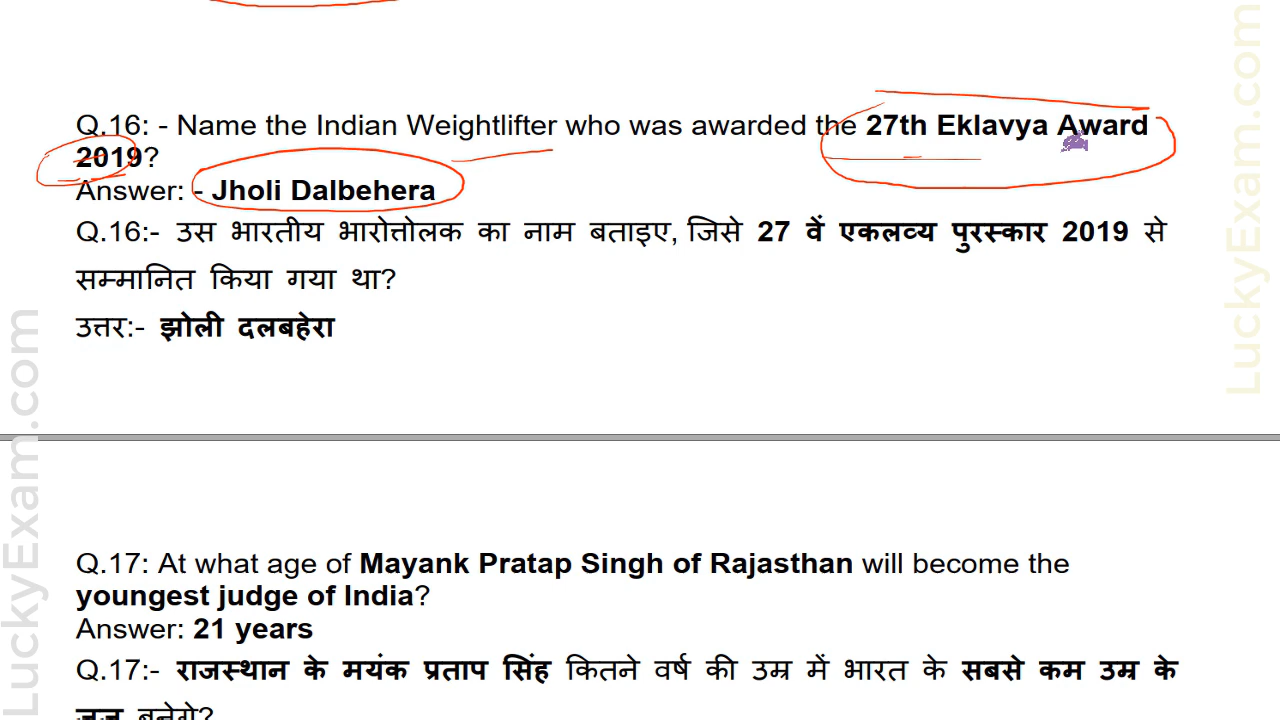 Q.16: - Name the Indian Weightlifter who was awarded the 27th Eklavya Award
2019?
Answer: - Jholi Dalbehera
Q.16:- उस भारतीय भारोत्तोलक का नाम बताइए, जिसे 27 वें एकलव्य पुरस्कार 2019 से
सम्मानित किया गया था?
उत्तर:- झोली दलबहेरा
Q.17: At what age of Mayank Pratap Singh of Rajasthan will become the
youngest judge of India?
Answer: 21 years
Q.17:- राजस्थान के मयंक प्रताप सिंह कितने वर्ष की उम्र में भारत के सबसे कम उम्र के
जज बनेगे?
LuckyExam.com
LuckyExam.com